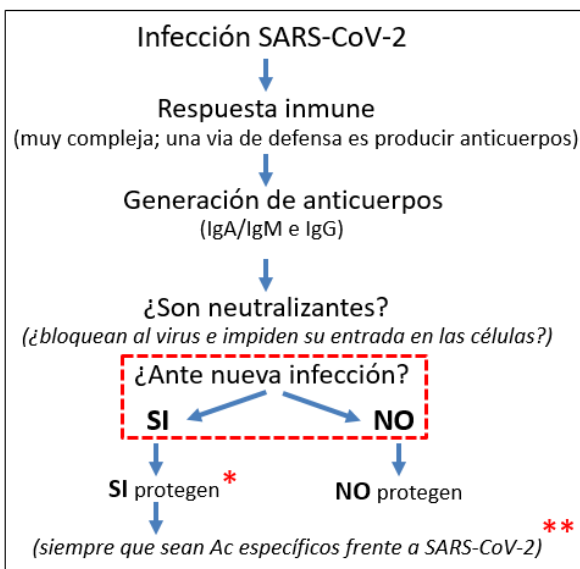 Infección SARS-CoV-2
Respuesta inmune
(muy compleja; una via de defensa es producir anticuerpos)
Generación de anticuerpos
(IgA/IgM e IgG)
¿Son neutralizantes?
(¿bloquean al virus e impiden su entrada en las células?)
¿Ante nueva infección?
SI NO
SI protegen * NO protegen
(siempre que sean Ac específicos frente a SARS-CoV-2) **